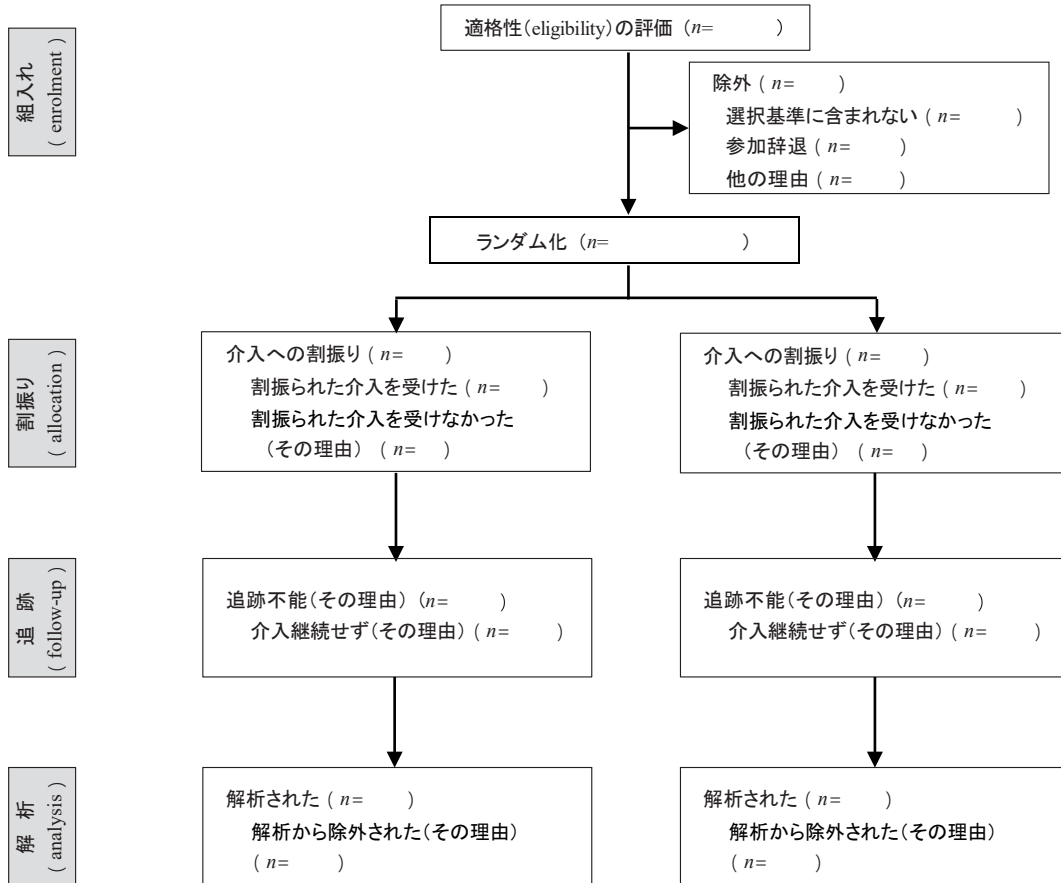 組入れ
( enrolment )
適格性(eligibility)の評価 (n= )
除外 ( n= )
選択基準に含まれない ( n= )
参加辞退 ( n= )
他の理由 ( n= )
ランダム化 (n= )
割振り
( allocation )
介入への割振り ( n= )
割振られた介入を受けた ( n= )
割振られた介入を受けなかった
(その理由) ( n= )
介入への割振り ( n= )
割振られた介入を受けた ( n= )
割振られた介入を受けなかった
(その理由) ( n= )
追 跡
( follow-up )
追跡不能(その理由) (n= )
介入継続せず(その理由) ( n= )
追跡不能(その理由) (n= )
介入継続せず(その理由) ( n= )
解 析
( analysis )
解析された ( n= )
解析から除外された(その理由)
( n= )
解析された ( n= )
解析から除外された(その理由)
( n= )